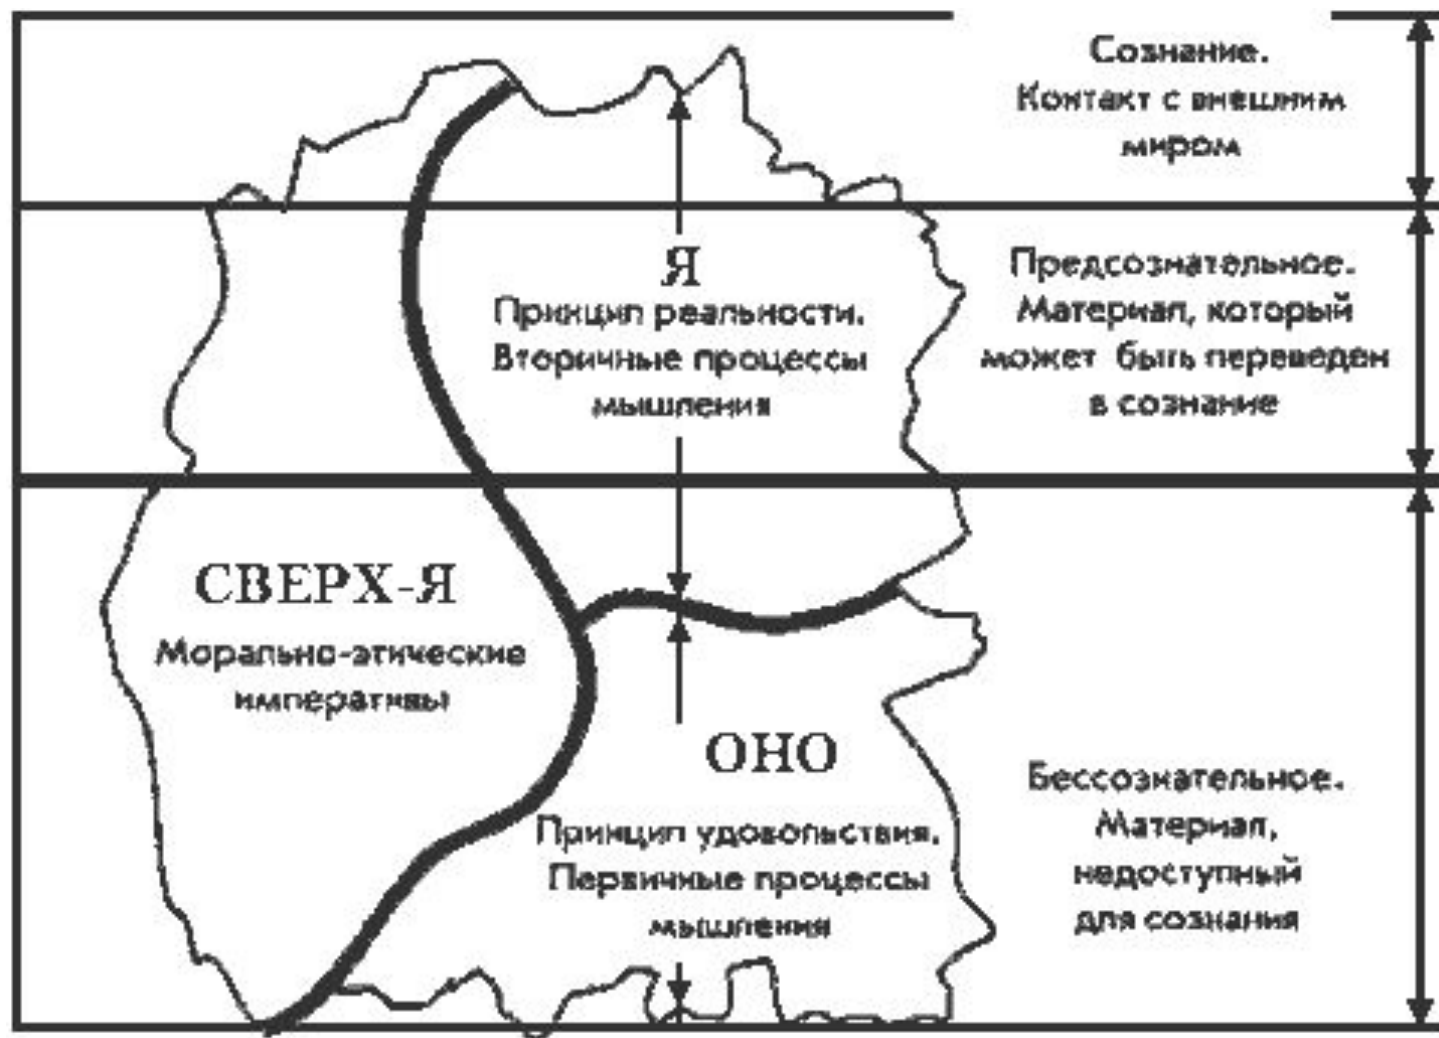 Сознание.
Контакт с внешним
миром
Я
Принцип реальности.
Вторичные процессы
мышления
Предсознательное.
Материал, который
может быть переведен
в сознание
СВЕРХ-Я
Морально-этические
императивы
ОНО
Принцип удовольствия.
Первичные процессы
мышления
Бессознательное.
Материал,
недоступный
для сознания